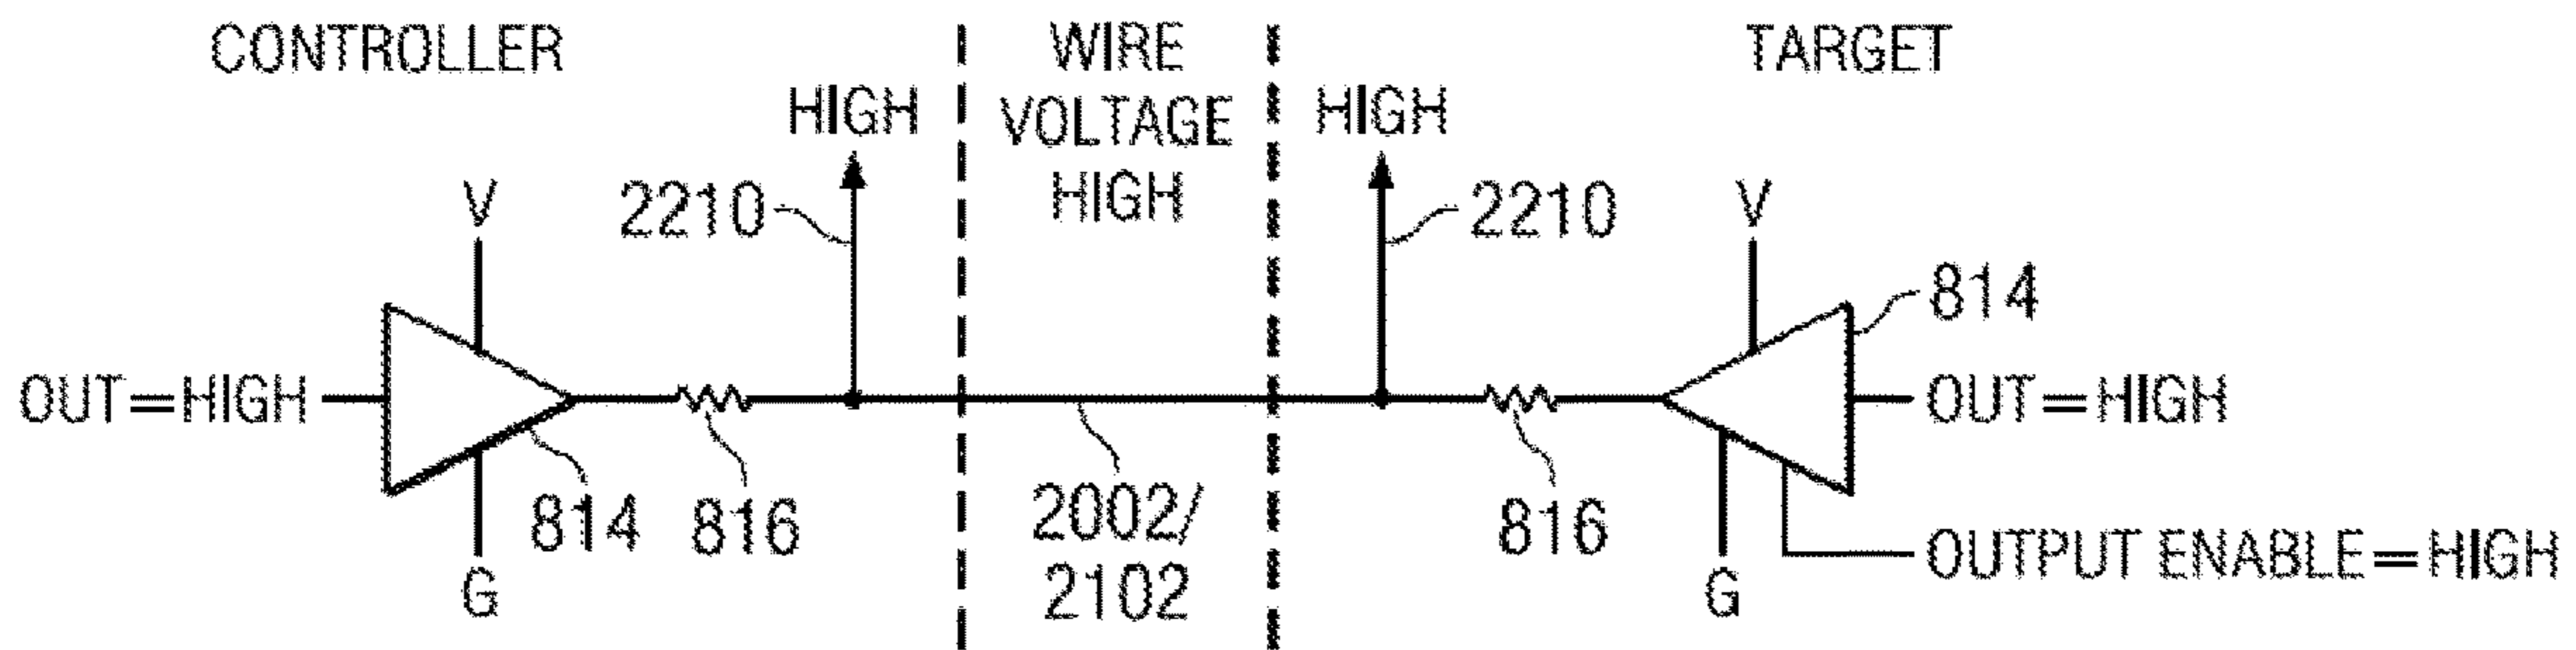 CONTROLLER
WIRE
VOLTAGE
HIGH
TARGET
HIGH
HIGH
V
2210
2210
V
814
OUT=HIGH
OUT=HIGH
814
816
2002/
2102
816
OUTPUT ENABLE=HIGH
G
G